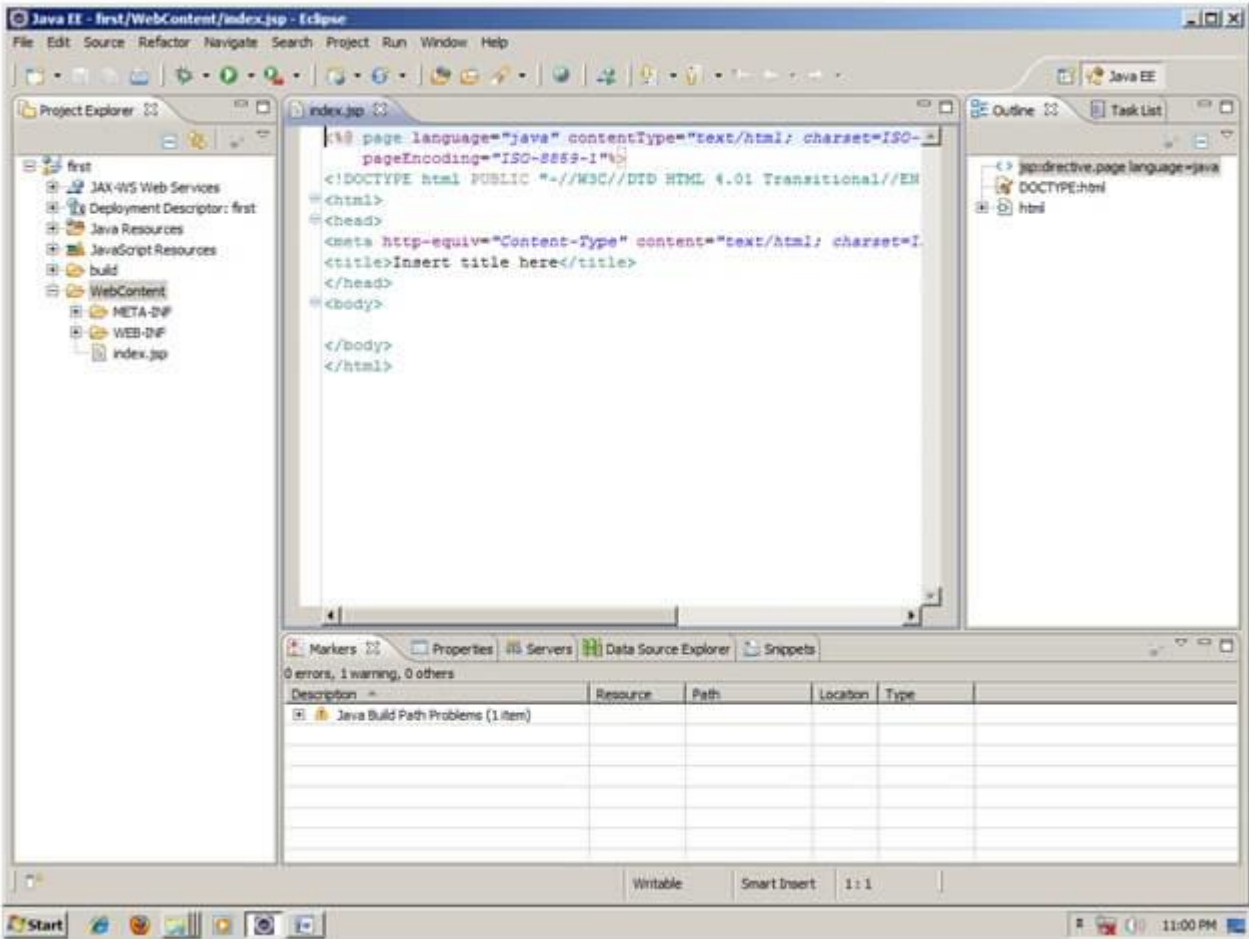 Java EE - first/WebContent/index.jsp - Eclipse
File Edit Source Refactor Navigate Search Project Run Window Help
Java EE
Project Explorer
first
JAX-WS Web Services
Deployment Descriptor: first
Java Resources
JavaScript Resources
build
WebContent
META-INF
WEB-INF
index.jsp
index.jsp
<%@ page language="java" contentType="text/html; charset=ISO-
pageEncoding="ISO-8859-1"%>
<!DOCTYPE html PUBLIC "-//W3C//DTD HTML 4.01 Transitional//EN
<html>
<head>
<meta http-equiv="Content-Type" content="text/html; charset=I
<title>Insert title here</title>
</head>
<body>
</body>
</html>
Outline Task List
jsp:directive.page language=java
DOCTYPE:html
html
Markers Properties Servers Data Source Explorer Snippets
0 errors, 1 warning, 0 others
Description Resource Path Location Type
Java Build Path Problems (1 item)
Writable Smart Insert 1 : 1
Start 11:00 PM